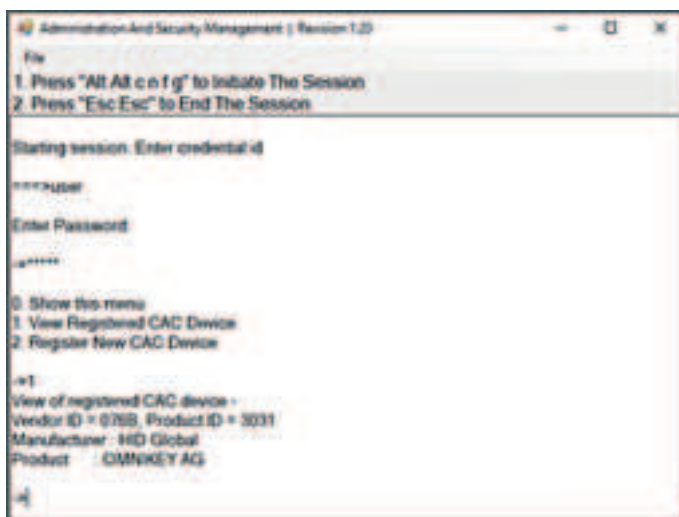 Administration And Security Management | Revision 1.20
File
1. Press "Alt Alt c n f g" to Initiate The Session
2. Press "Esc Esc" to End The Session
Starting session. Enter credential id
===>user
Enter Password
->*****
0. Show this menu
1. View Registered CAC Device
2. Register New CAC Device
->1
View of registered CAC device -
Vendor ID = 076B, Product ID = 3031
Manufacturer : HID Global
Product : OMNIKEY AG
->